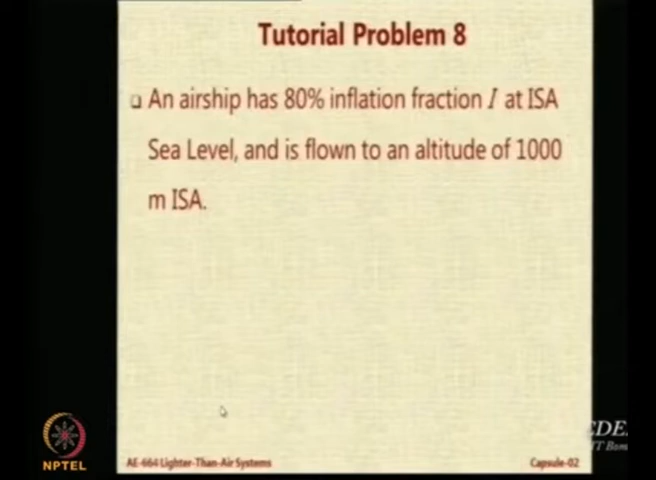 Tutorial Problem 8
An airship has 80% inflation fraction I at ISA
Sea Level, and is flown to an altitude of 1000
m ISA.
NPTEL
AE-664 Lighter-Than-Air Systems
Capsule-02